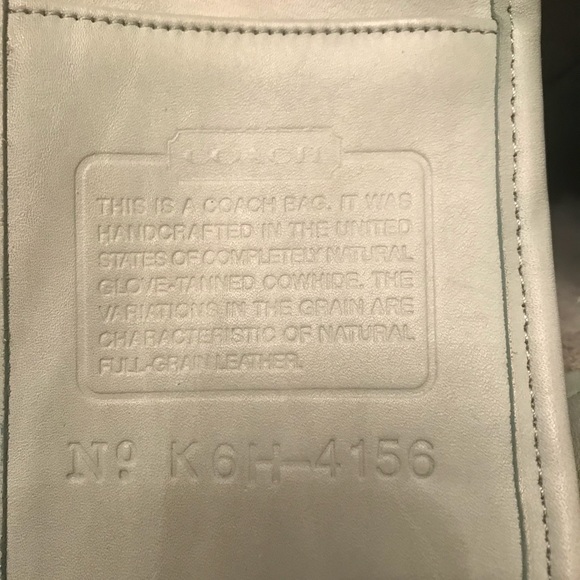 COACH
THIS IS A COACH BAG. IT WAS
HANDCRAFTED IN THE UNITED
STATES OF COMPLETELY NATURAL
GLOVE-TANNED COWHIDE. THE
VARIATIONS IN THE GRAIN ARE
CHARACTERISTIC OF NATURAL
FULL-GRAIN LEATHER.
Nº K6H-4156